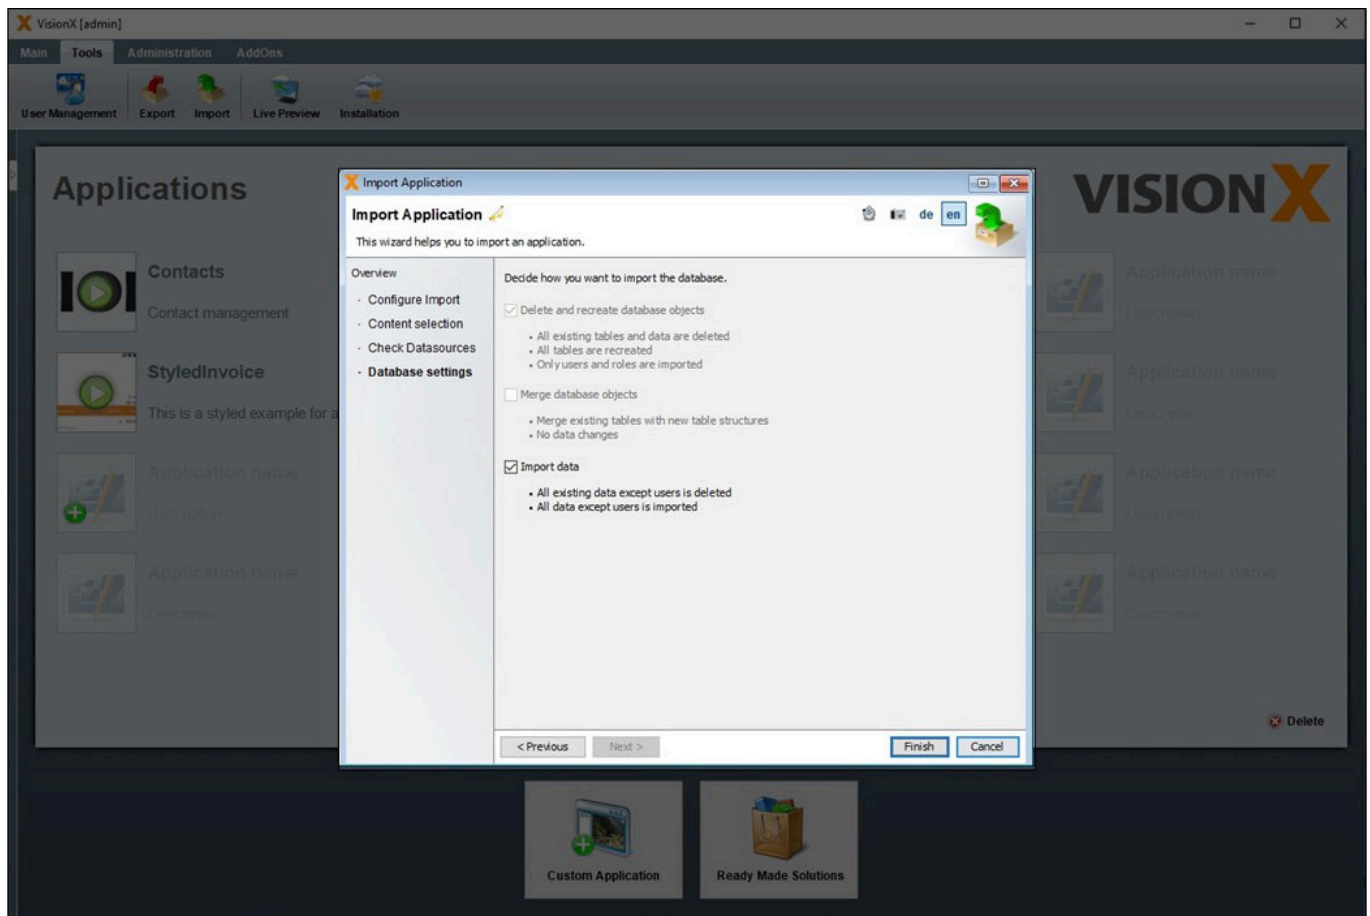 VisionX [admin]
Main Tools Administration AddOns
User Management Export Import Live Preview Installation
Applications
VISIONX
Contacts
Contact management
StyledInvoice
This is a styled example for a
Application name
Description
Application name
Description
Import Application
Import Application
de en
This wizard helps you to import an application.
Overview
· Configure Import
· Content selection
· Check Datasources
· Database settings
Decide how you want to import the database.
Delete and recreate database objects
• All existing tables and data are deleted
• All tables are recreated
• Only users and roles are imported
Merge database objects
• Merge existing tables with new table structures
• No data changes
Import data
• All existing data except users is deleted
• All data except users is imported
< Previous Next > Finish Cancel
Application name
Description
Application name
Description
Application name
Description
Application name
Description
Delete
Custom Application Ready Made Solutions